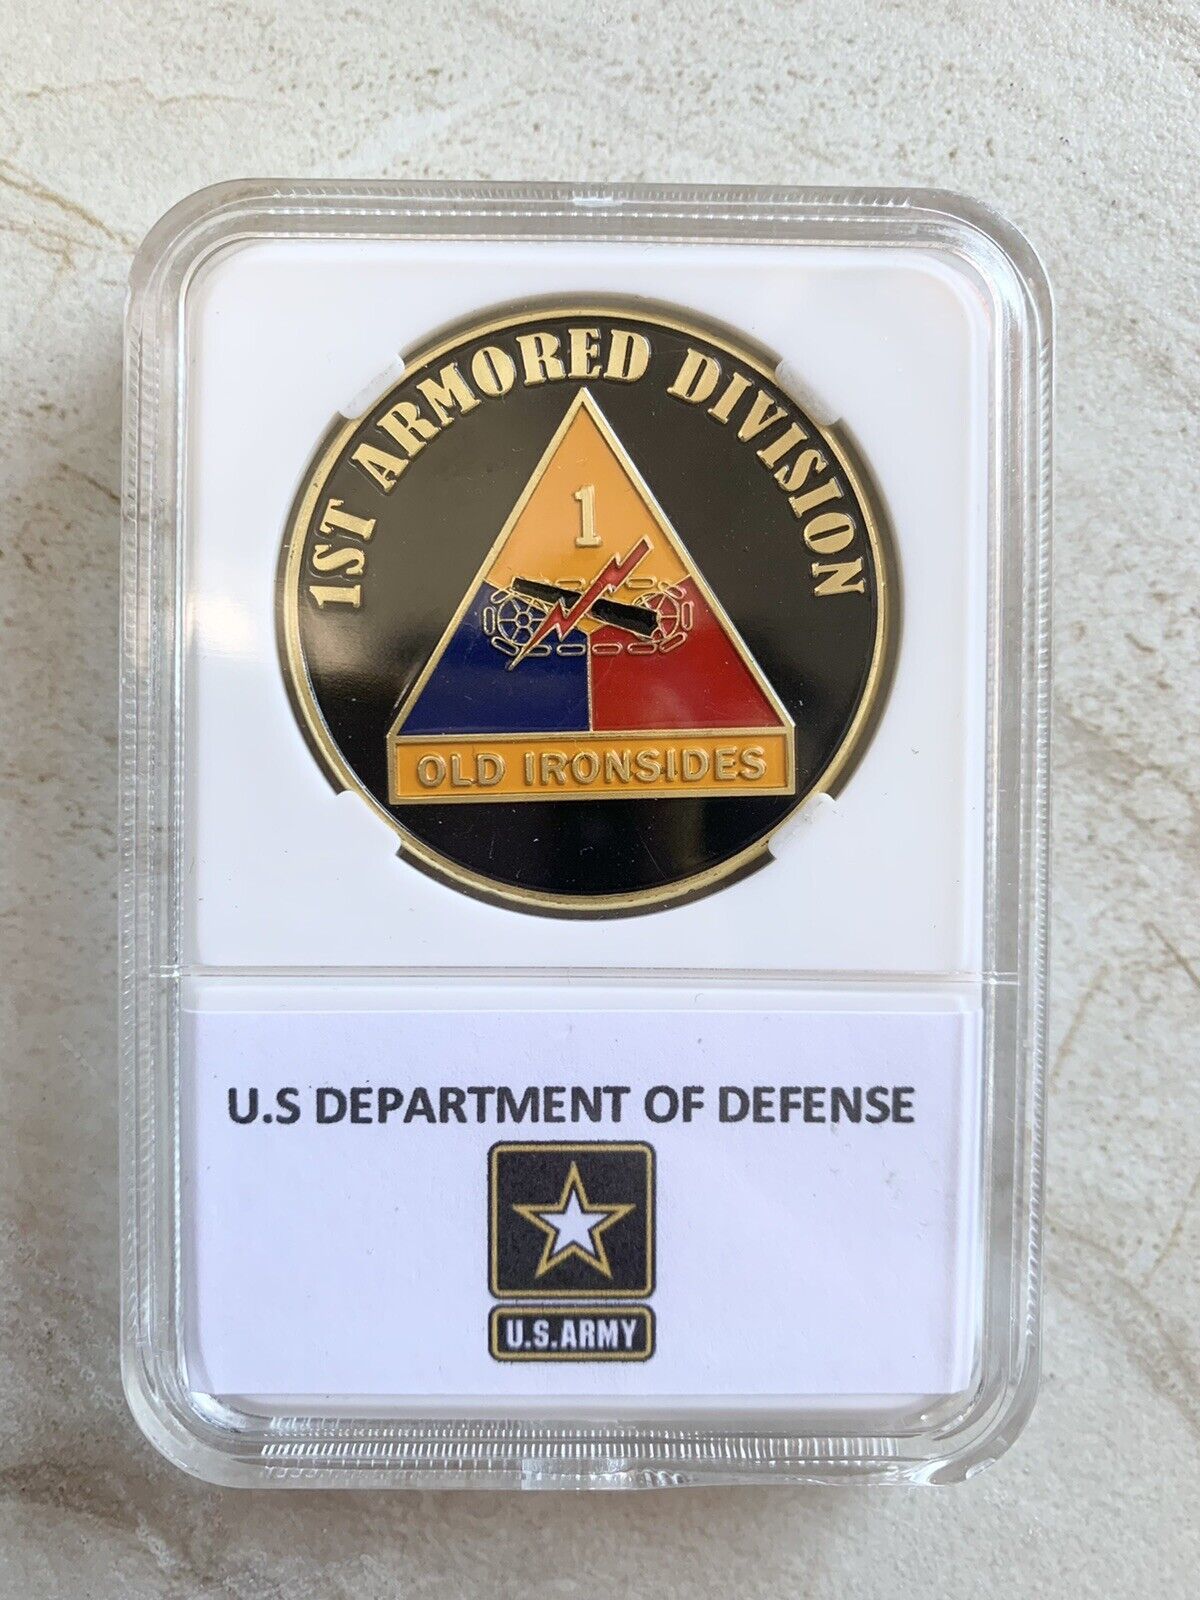 1ST ARMORED DIVISION
1
OLD IRONSIDES
U.S DEPARTMENT OF DEFENSE
U.S.ARMY